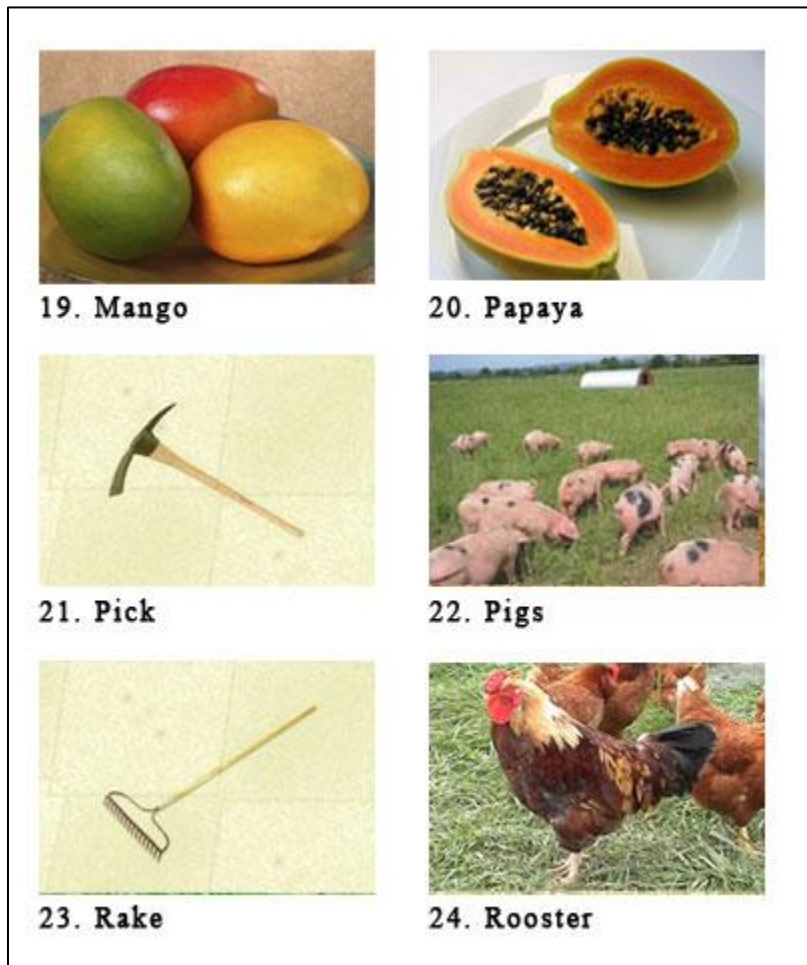 19. Mango
20. Papaya
21. Pick
22. Pigs
23. Rake
24. Rooster